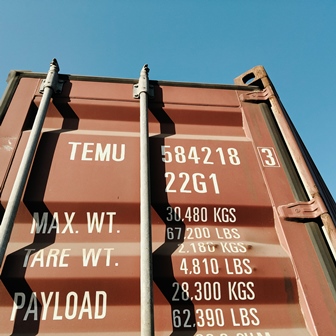 TEMU 584218 3
22G1
MAX. WT. 30,480 KGS
67,200 LBS
TARE WT. 2,180 KGS
4,810 LBS
PAYLOAD 28,300 KGS
62,390 LBS